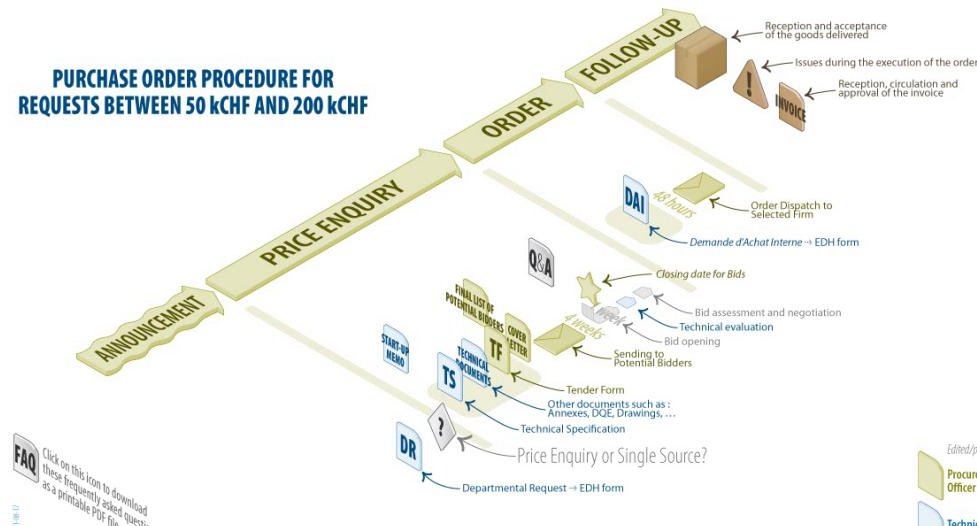 PURCHASE ORDER PROCEDURE FOR
REQUESTS BETWEEN 50 kCHF AND 200 kCHF
ANNOUNCEMENT
PRICE ENQUIRY
ORDER
FOLLOW-UP
Reception and acceptance
of the goods delivered
Issues during the execution of the order
!
Reception, circulation and
approval of the invoice
INVOICE
DAI
48 hours
Order Dispatch to
Selected Firm
Demande d'Achat Interne → EDH form
Q&A
Closing date for Bids
Bid assessment and negotiation
Technical evaluation
Bid opening
week
4 weeks
Sending to
Potential Bidders
FINAL LIST OF
POTENTIAL BIDDERS
COVER
LETTER
TF
Tender Form
START-UP
MEMO
TECHNICAL
DOCUMENTS
TS
Other documents such as :
Annexes, DQE, Drawings, ...
Technical Specification
?
Price Enquiry or Single Source?
DR
Departmental Request → EDH form
FAQ
Click on this icon to download
these frequently asked
as a printable PDF file